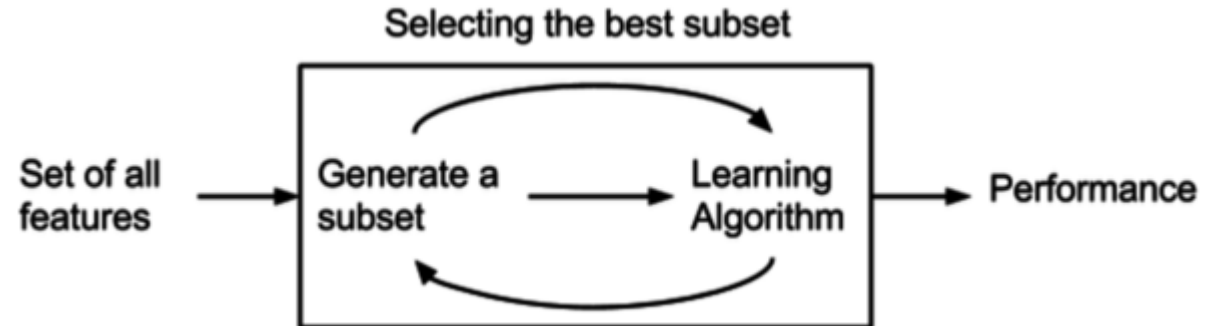 Selecting the best subset
Set of all
features
Generate a
subset
Learning
Algorithm
Performance